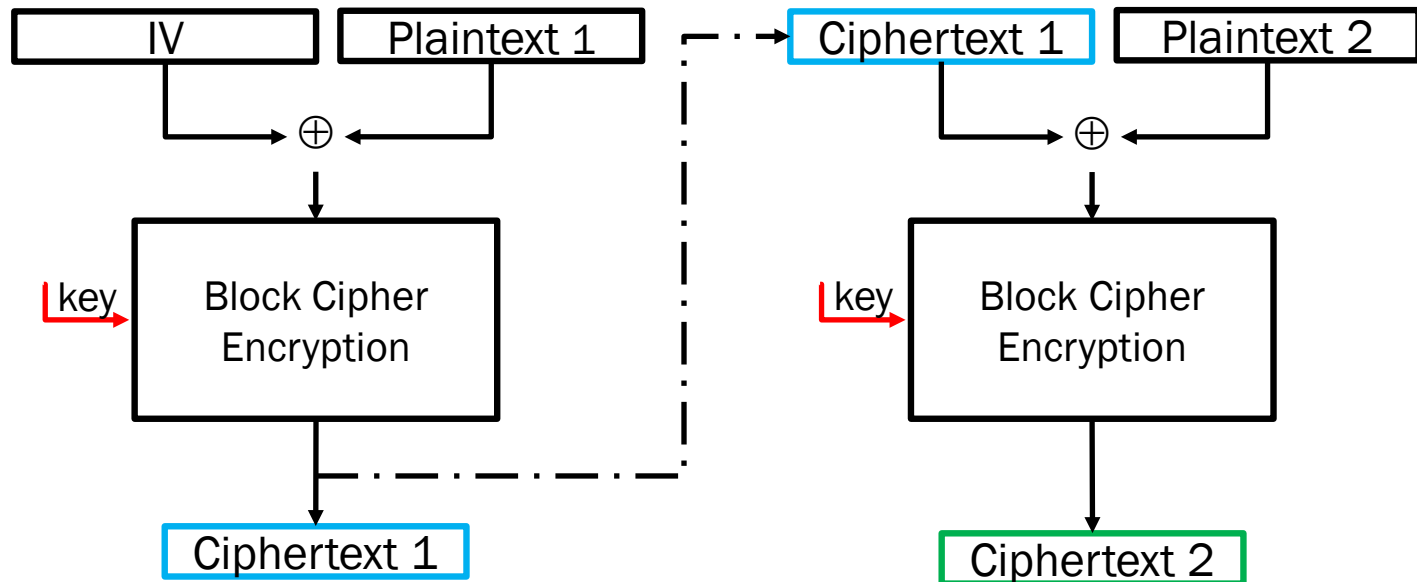 IV
Plaintext 1
Ciphertext 1
Plaintext 2
⊕
⊕
key
Block Cipher
Encryption
key
Block Cipher
Encryption
Ciphertext 1
Ciphertext 2